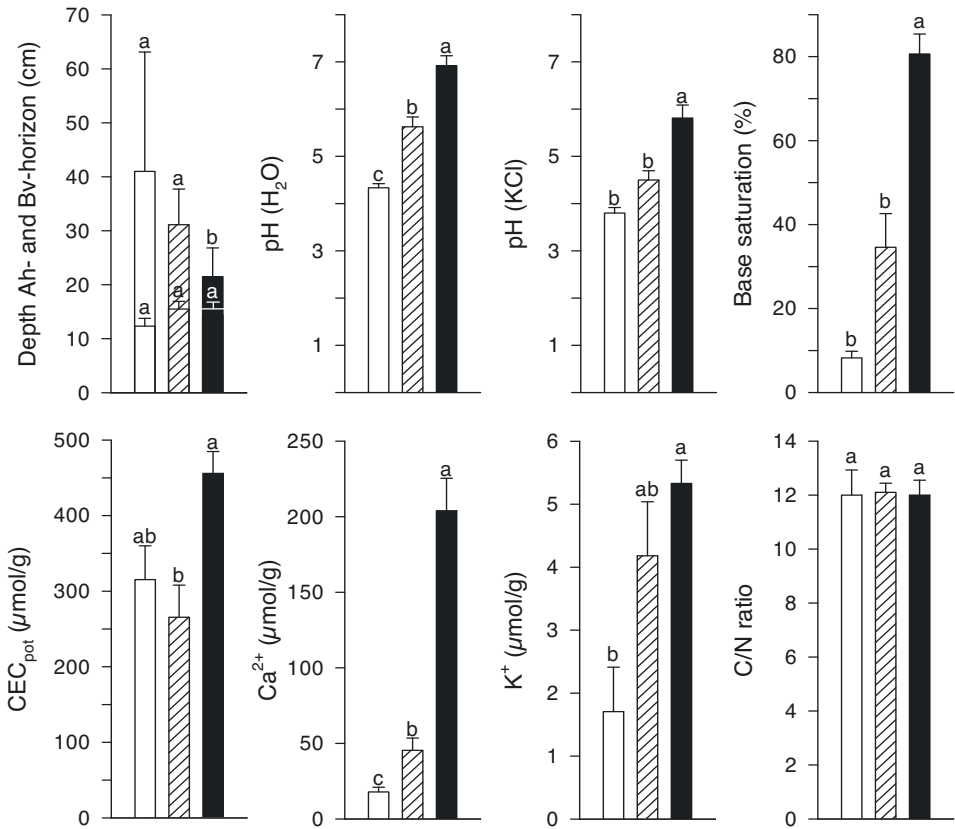 Depth Ah- and Bv-horizon (cm)
70
60
50
40
30
20
10
0
a
a
b
a
a
a
pH (H₂O)
7
5
3
1
c
b
a
pH (KCl)
7
5
3
1
b
b
a
Base saturation (%)
80
60
40
20
0
b
b
a
CECpot (µmol/g)
500
400
300
200
100
0
ab
b
a
Ca²⁺ (µmol/g)
250
200
150
100
50
0
c
b
a
K⁺ (µmol/g)
6
5
4
3
2
1
0
b
ab
a
C/N ratio
14
12
10
8
6
4
2
0
a
a
a